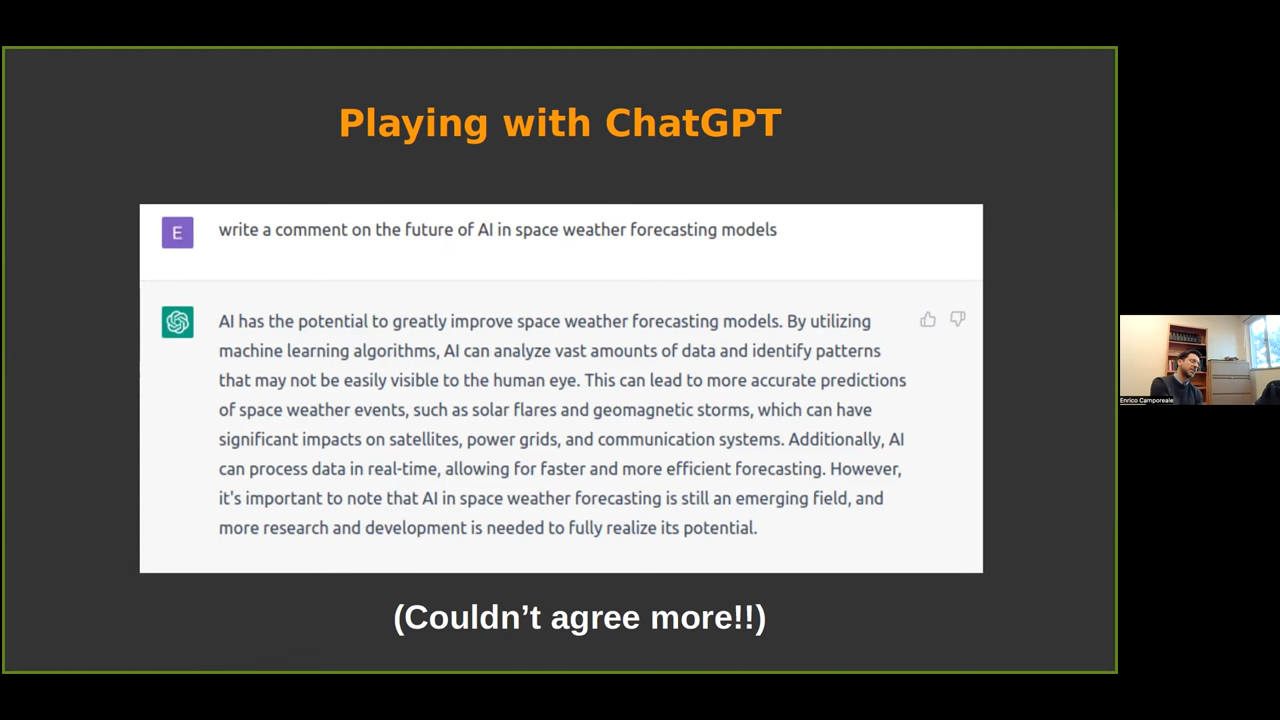 Playing with ChatGPT
E
write a comment on the future of AI in space weather forecasting models
AI has the potential to greatly improve space weather forecasting models. By utilizing
machine learning algorithms, AI can analyze vast amounts of data and identify patterns
that may not be easily visible to the human eye. This can lead to more accurate predictions
of space weather events, such as solar flares and geomagnetic storms, which can have
significant impacts on satellites, power grids, and communication systems. Additionally, AI
can process data in real-time, allowing for faster and more efficient forecasting. However,
it's important to note that AI in space weather forecasting is still an emerging field, and
more research and development is needed to fully realize its potential.
(Couldn’t agree more!!)
Enrico Camporeale